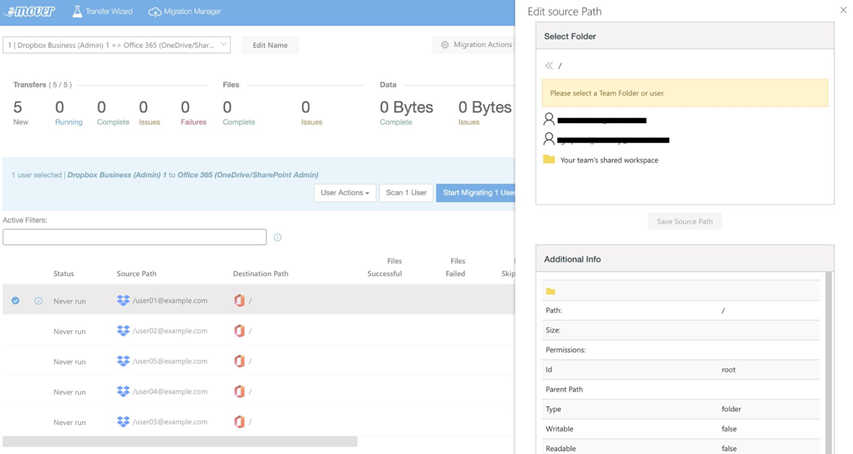 mover
Transfer Wizard
Migration Manager
1 | Dropbox Business (Admin) 1 => Office 365 (OneDrive/Shar...
Edit Name
Migration Actions
Transfers ( 5 / 5 )
Files
Data
5
0
0
0
0
0
0
0 Bytes
0 Bytes
New
Running
Complete
Issues
Failures
Complete
Issues
Complete
Issues
1 user selected | Dropbox Business (Admin) 1 to Office 365 (OneDrive/SharePoint Admin)
User Actions
Scan 1 User
Start Migrating 1 User
Active Filters:
Status
Source Path
Destination Path
Files Successful
Files Failed
Never run
/user01@example.com
/
Never run
/user02@example.com
/
Never run
/user05@example.com
/
Never run
/user04@example.com
/
Never run
/user03@example.com
/
Edit source Path
Select Folder
/
Please select a Team Folder or user.
Your team's shared workspace
Save Source Path
Additional Info
Path: /
Size:
Permissions:
Id root
Parent Path
Type folder
Writable false
Readable false